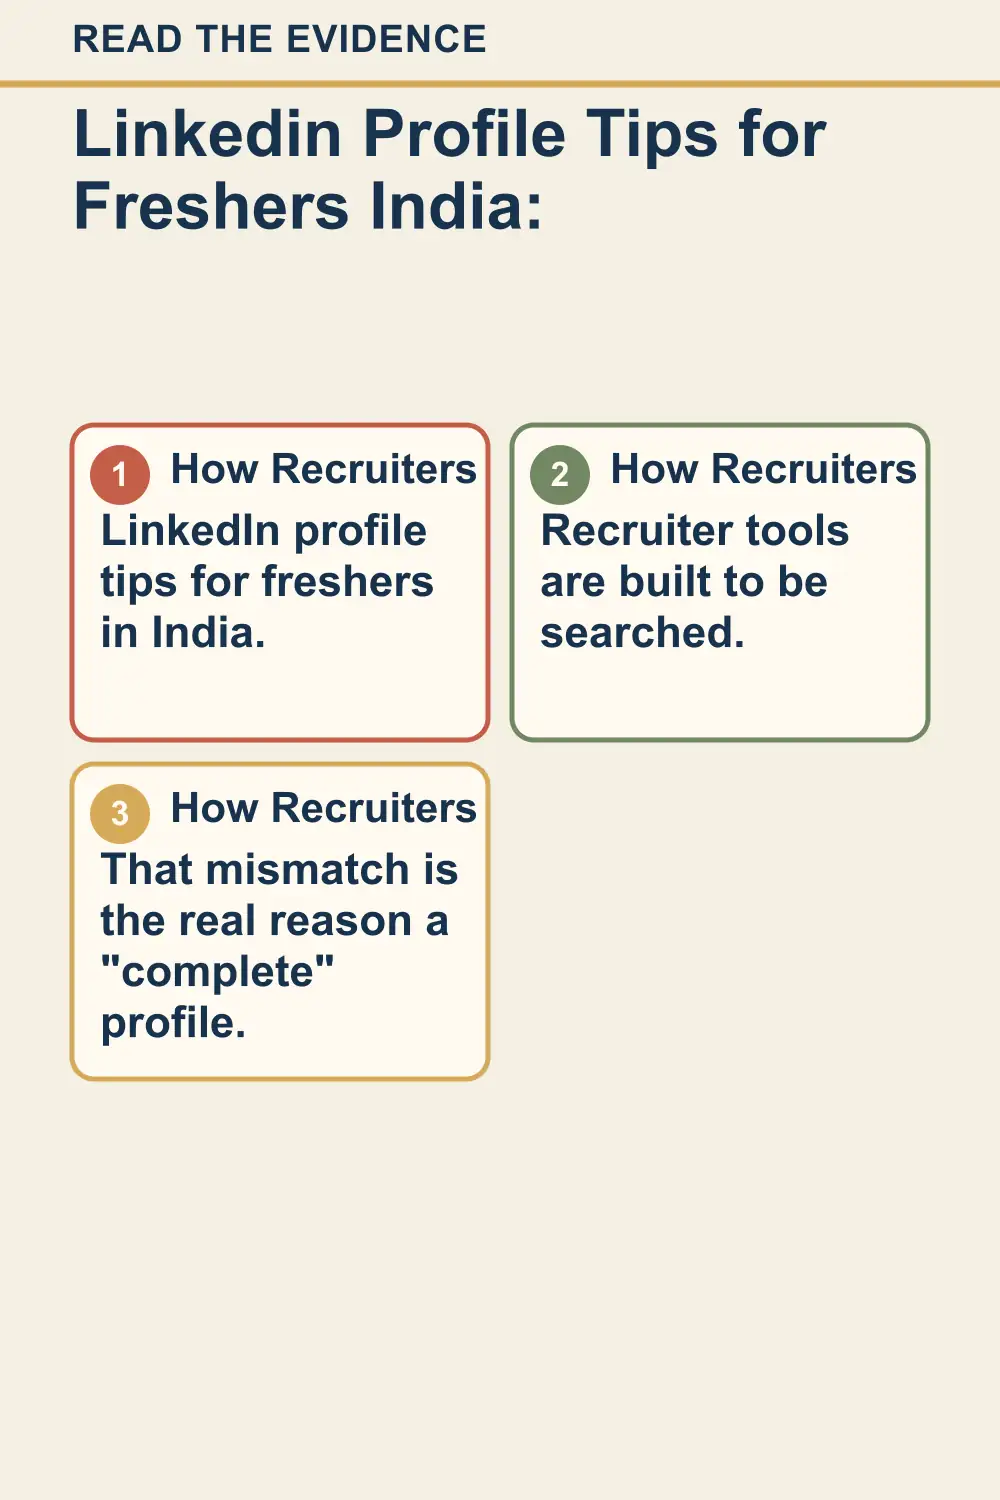 READ THE EVIDENCE
Linkedin Profile Tips for
Freshers India:
1 How Recruiters
LinkedIn profile
tips for freshers
in India.
2 How Recruiters
Recruiter tools
are built to be
searched.
3 How Recruiters
That mismatch is
the real reason a
"complete"
profile.